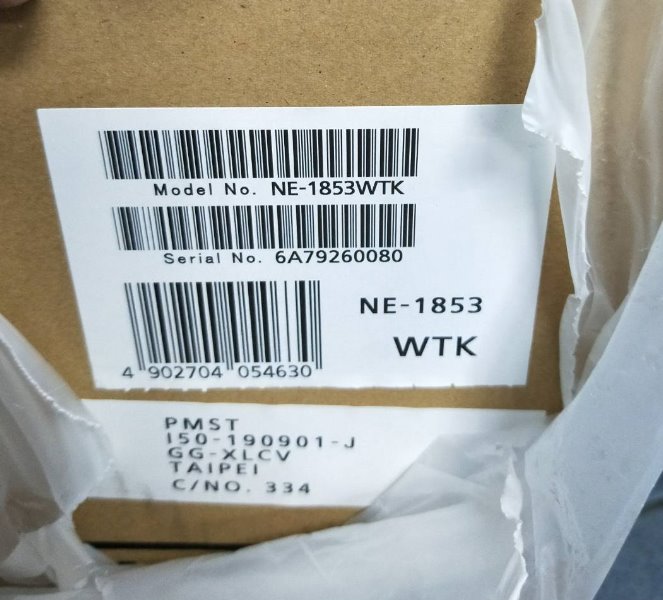 Model No. NE-1853WTK
Serial No. 6A79260080
NE-1853
WTK
4 902704 054630
PMST
I50-190901-J
GG-XLCV
TAIPEI
C/NO. 334